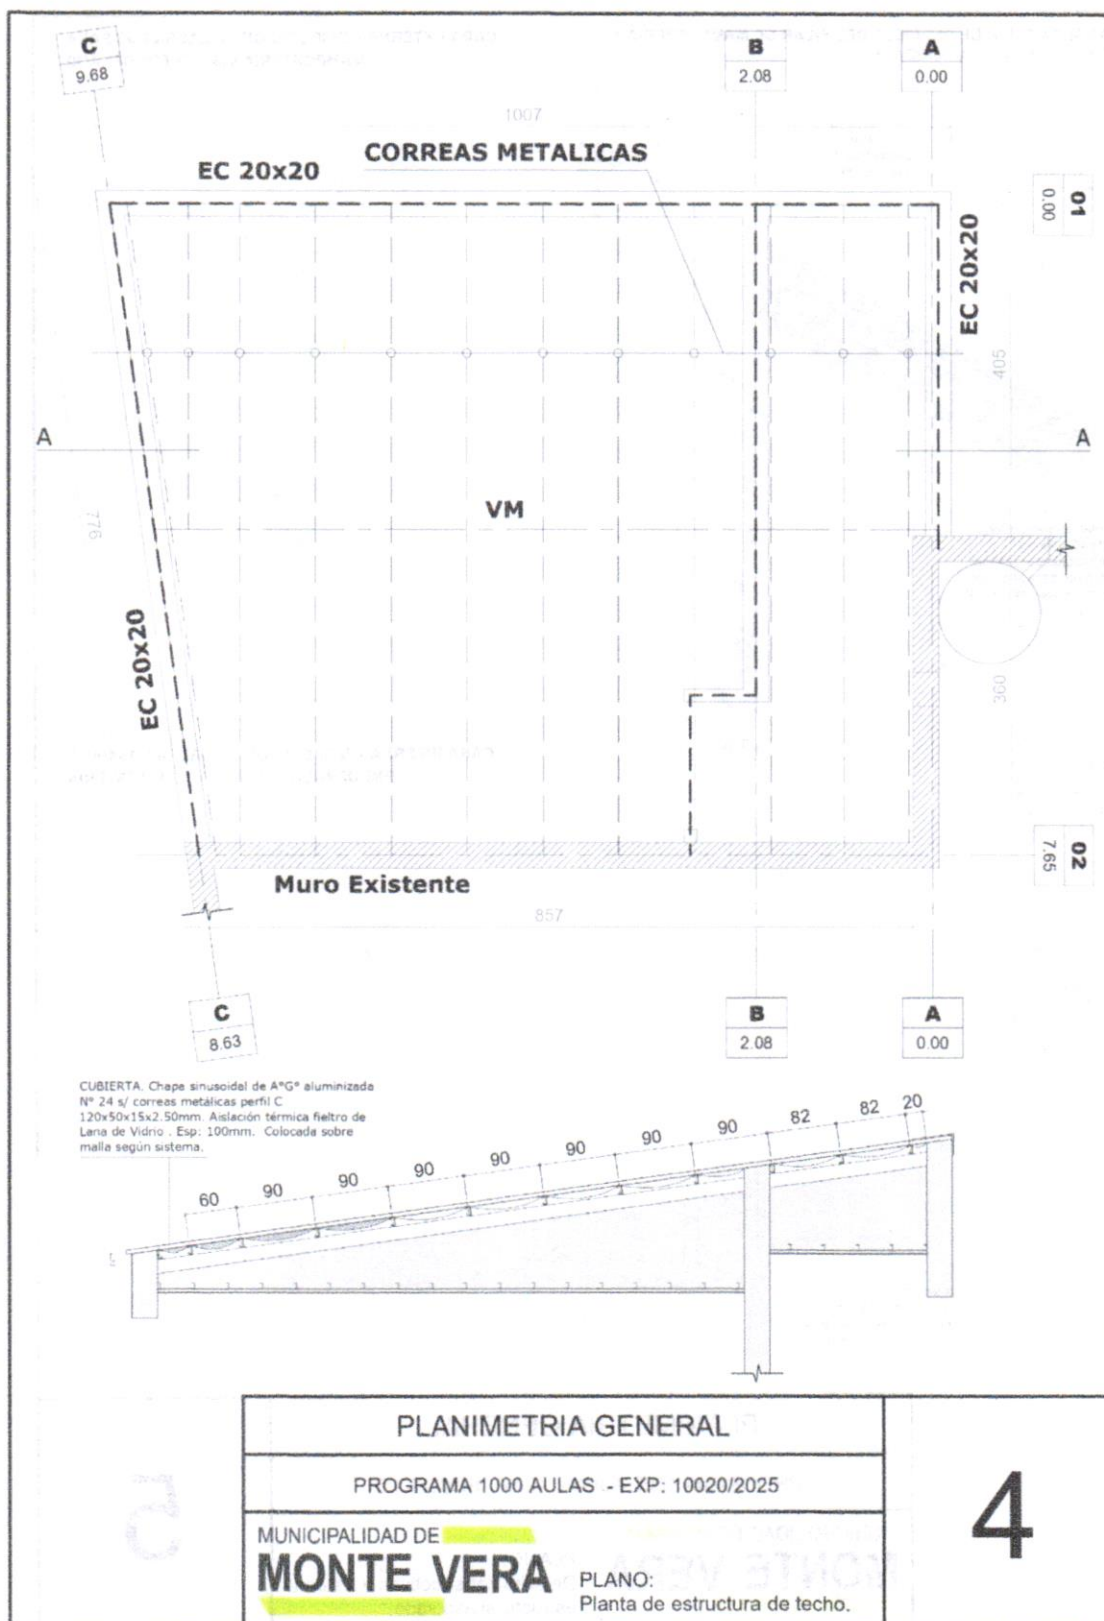 C
9.68
B
2.08
A
0.00
1007
CORREAS METALICAS
EC 20x20
01
0.00
EC 20x20
405
A
A
VM
776
EC 20x20
360
02
7.65
Muro Existente
857
C
8.63
B
2.08
A
0.00
CUBIERTA. Chapa sinusoidal de A°G° aluminizada
N° 24 s/ correas metálicas perfil C
120x50x15x2.50mm. Aislación térmica fieltro de
Lana de Vidrio . Esp: 100mm. Colocada sobre
malla según sistema.
60 90 90 90 90 90 90 90 82 82 20
PLANIMETRIA GENERAL
PROGRAMA 1000 AULAS - EXP: 10020/2025
4
MUNICIPALIDAD DE
MONTE VERA
PLANO:
Planta de estructura de techo.